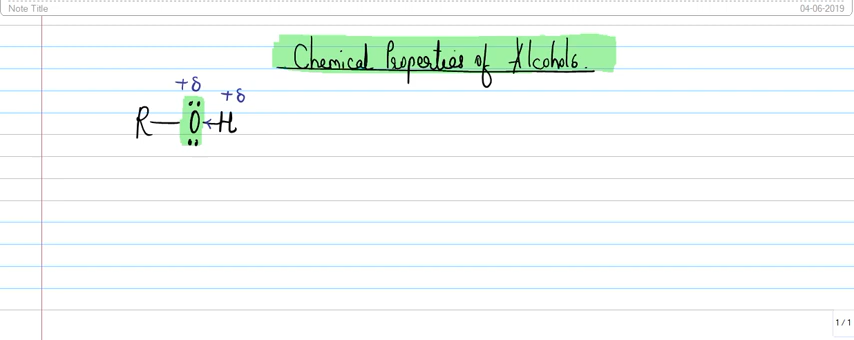 Note Title
04-06-2019
Chemical Properties of Alcohols.
+δ
+δ
R—Ö←H
1 / 1